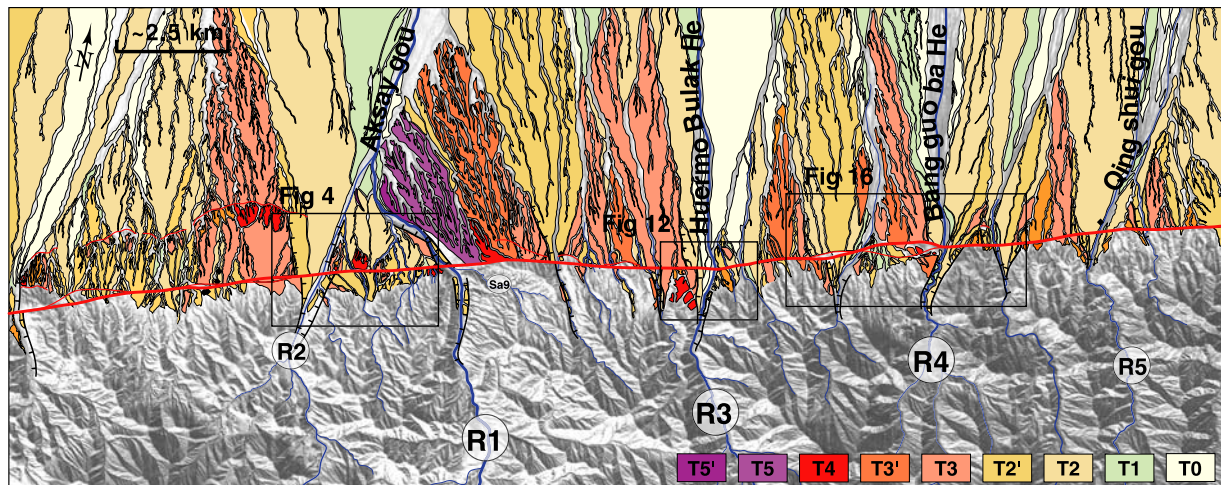 ~2.5 km
N
Aksay gou
Huermo Bulak He
Bang guo ba He
Qing shui gou
Fig 4
Fig 12
Fig 16
Sa9
R2
R1
R3
R4
R5
T5' T5 T4 T3' T3 T2' T2 T1 T0